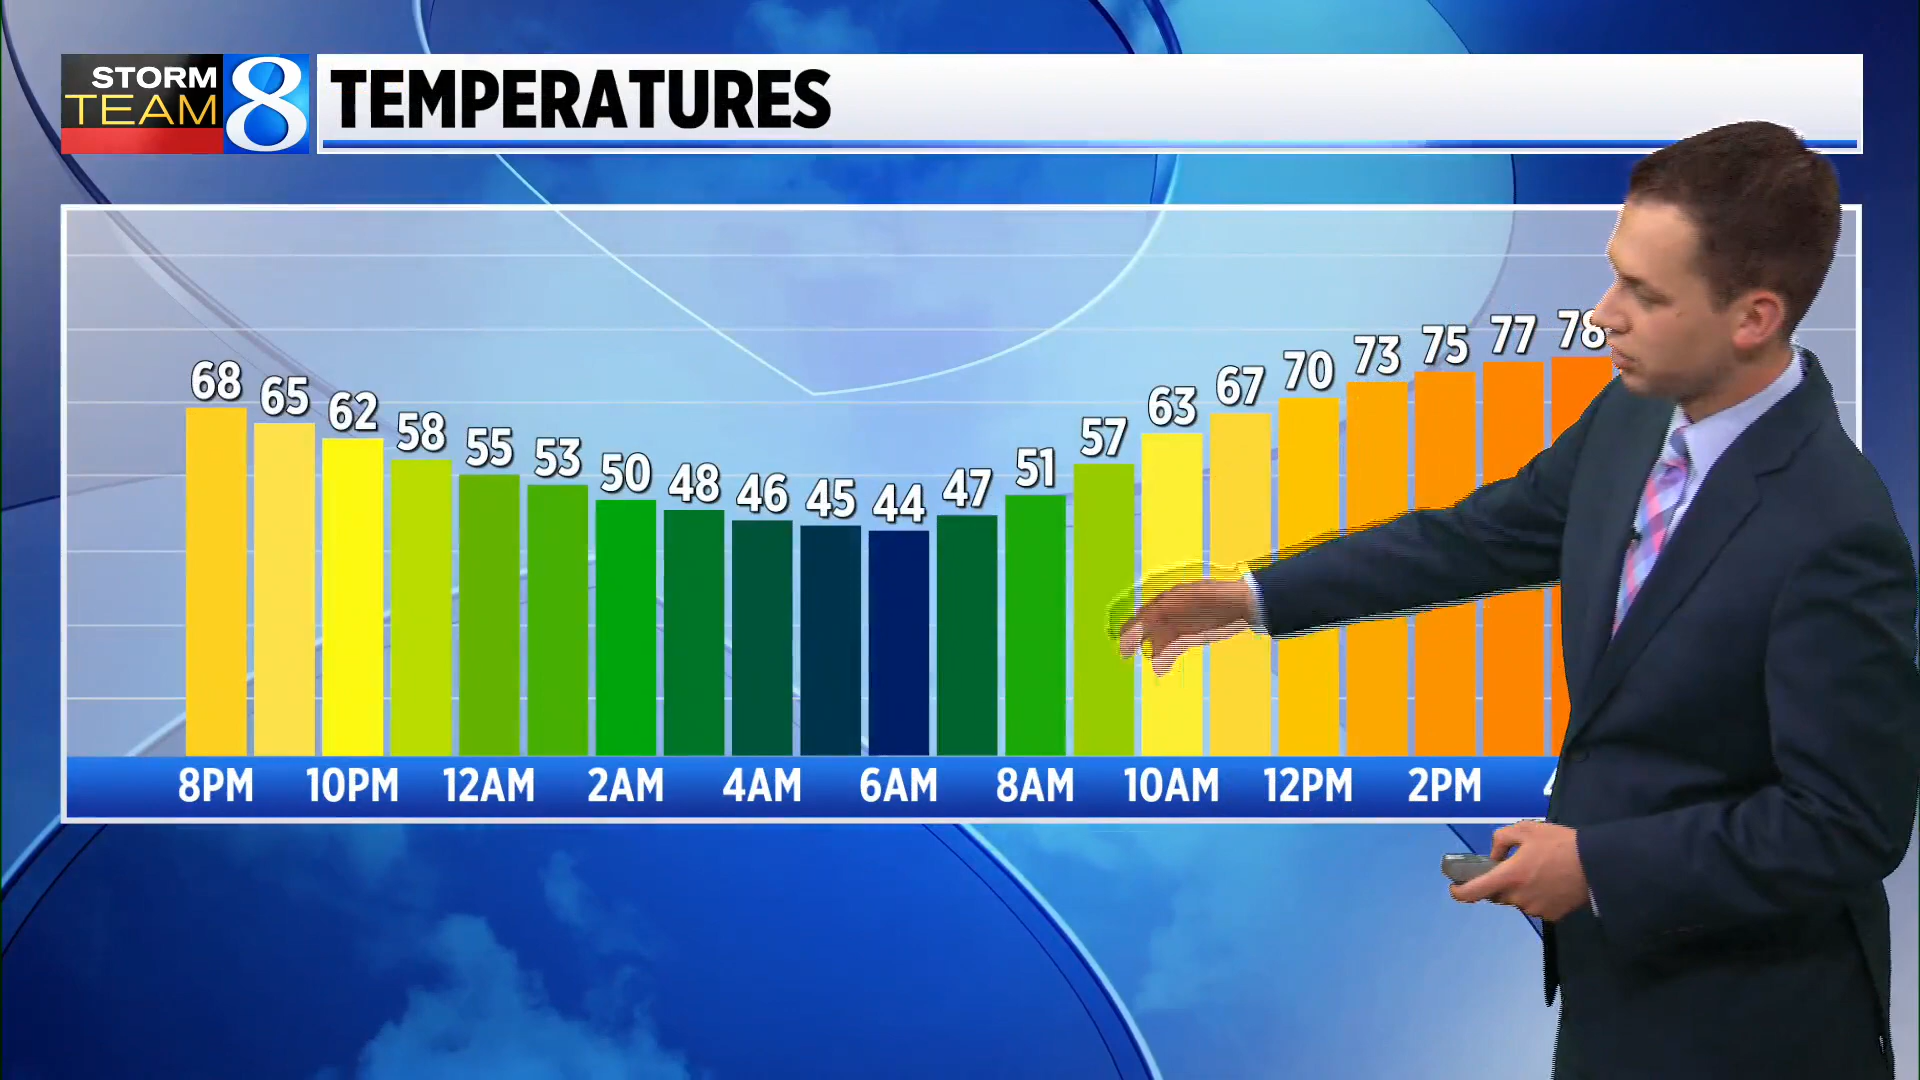 STORM
TEAM
8
TEMPERATURES
68 65 62 58 55 53 50 48 46 45 44 47 51 57 63 67 70 73 75 77 78
8PM 10PM 12AM 2AM 4AM 6AM 8AM 10AM 12PM 2PM